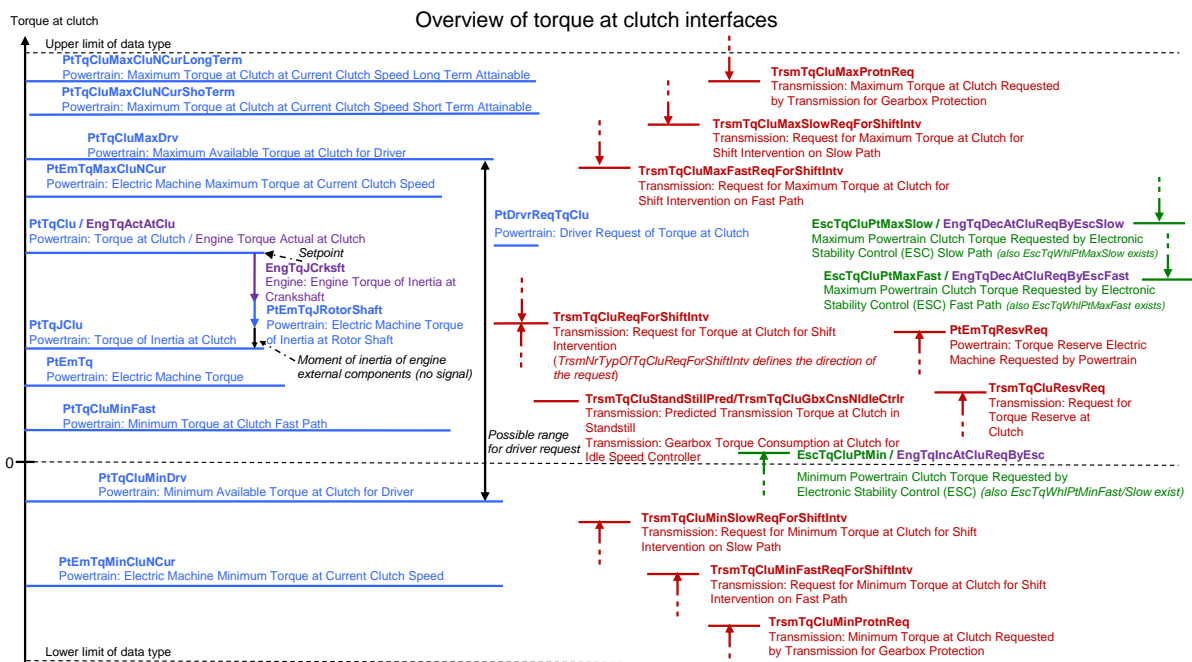 Overview of torque at clutch interfaces
Torque at clutch
Upper limit of data type
PtTqCluMaxCluNCurLongTerm
Powertrain: Maximum Torque at Clutch at Current Clutch Speed Long Term Attainable
PtTqCluMaxCluNCurShoTerm
Powertrain: Maximum Torque at Clutch at Current Clutch Speed Short Term Attainable
PtTqCluMaxDrv
Powertrain: Maximum Available Torque at Clutch for Driver
PtEmTqMaxCluNCur
Powertrain: Electric Machine Maximum Torque at Current Clutch Speed
PtTqClu / EngTqActAtClu
Powertrain: Torque at Clutch / Engine Torque Actual at Clutch
Setpoint
EngTqJCrksft
Engine: Engine Torque of Inertia at
Crankshaft
PtEmTqJRotorShaft
Powertrain: Electric Machine Torque
of Inertia at Rotor Shaft
PtTqJClu
Powertrain: Torque of Inertia at Clutch
Moment of inertia of engine
external components (no signal)
PtEmTq
Powertrain: Electric Machine Torque
PtTqCluMinFast
Powertrain: Minimum Torque at Clutch Fast Path
0
PtTqCluMinDrv
Powertrain: Minimum Available Torque at Clutch for Driver
PtEmTqMinCluNCur
Powertrain: Electric Machine Minimum Torque at Current Clutch Speed
Lower limit of data type
PtDrvrReqTqClu
Powertrain: Driver Request of Torque at Clutch
Possible range
for driver request
TrsmTqCluMaxProtnReq
Transmission: Maximum Torque at Clutch Requested
by Transmission for Gearbox Protection
TrsmTqCluMaxSlowReqForShiftIntv
Transmission: Request for Maximum Torque at Clutch for
Shift Intervention on Slow Path
TrsmTqCluMaxFastReqForShiftIntv
Transmission: Request for Maximum Torque at Clutch for
Shift Intervention on Fast Path
EscTqCluPtMaxSlow / EngTqDecAtCluReqByEscSlow
Maximum Powertrain Clutch Torque Requested by Electronic
Stability Control (ESC) Slow Path (also EscTqWhlPtMaxSlow exists)
EscTqCluPtMaxFast / EngTqDecAtCluReqByEscFast
Maximum Powertrain Clutch Torque Requested by Electronic
Stability Control (ESC) Fast Path (also EscTqWhlPtMaxFast exists)
TrsmTqCluReqForShiftIntv
Transmission: Request for Torque at Clutch for Shift
Intervention
(TrsmNrTypOfTqCluReqForShiftIntv defines the direction of
the request)
PtEmTqResvReq
Powertrain: Torque Reserve Electric
Machine Requested by Powertrain
TrsmTqCluResvReq
Transmission: Request for
Torque Reserve at
Clutch
TrsmTqCluStandStillPred/TrsmTqCluGbxCnsNIdleCtrlr
Transmission: Predicted Transmission Torque at Clutch in
Standstill
Transmission: Gearbox Torque Consumption at Clutch for
Idle Speed Controller
EscTqCluPtMin / EngTqIncAtCluReqByEsc
Minimum Powertrain Clutch Torque Requested by
Electronic Stability Control (ESC) (also EscTqWhlPtMinFast/Slow exist)
TrsmTqCluMinSlowReqForShiftIntv
Transmission: Request for Minimum Torque at Clutch for Shift
Intervention on Slow Path
TrsmTqCluMinFastReqForShiftIntv
Transmission: Request for Minimum Torque at Clutch for Shift
Intervention on Fast Path
TrsmTqCluMinProtnReq
Transmission: Minimum Torque at Clutch Requested
by Transmission for Gearbox Protection